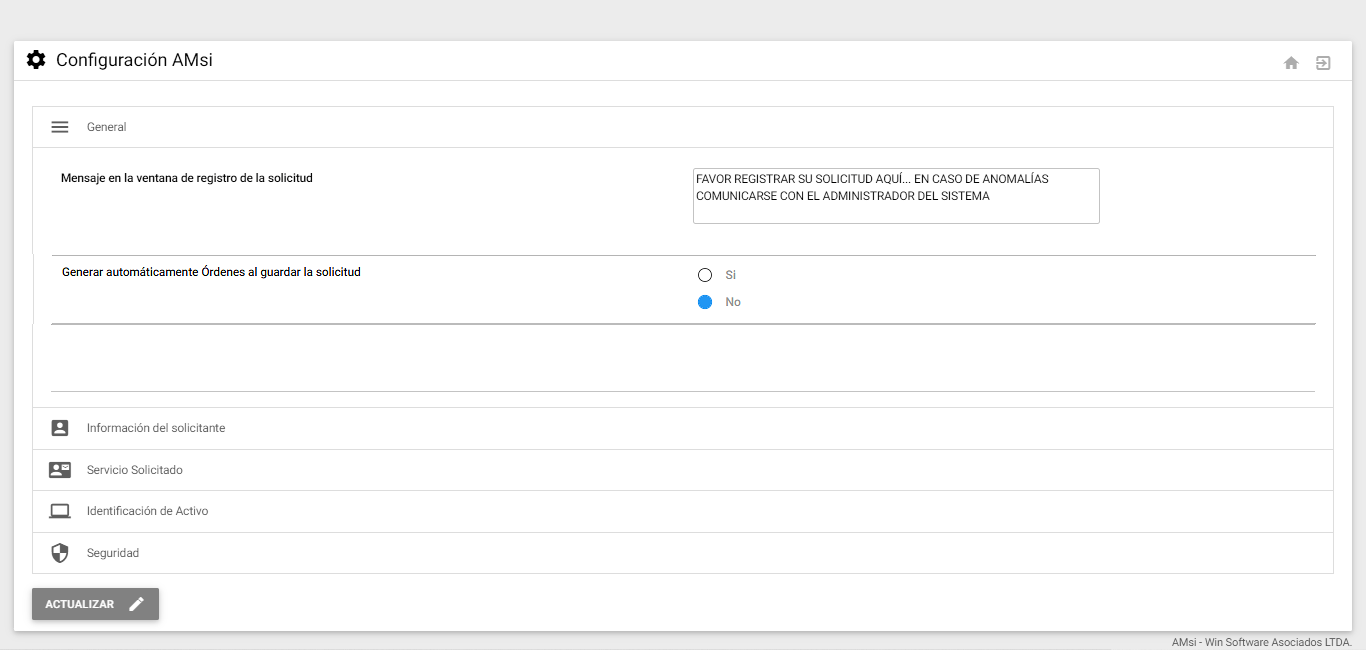 Configuración AMsi
General
Mensaje en la ventana de registro de la solicitud
FAVOR REGISTRAR SU SOLICITUD AQUÍ... EN CASO DE ANOMALÍAS
COMUNICARSE CON EL ADMINISTRADOR DEL SISTEMA
Generar automáticamente Órdenes al guardar la solicitud
Si
No
Información del solicitante
Servicio Solicitado
Identificación de Activo
Seguridad
ACTUALIZAR
AMsi - Win Software Asociados LTDA.